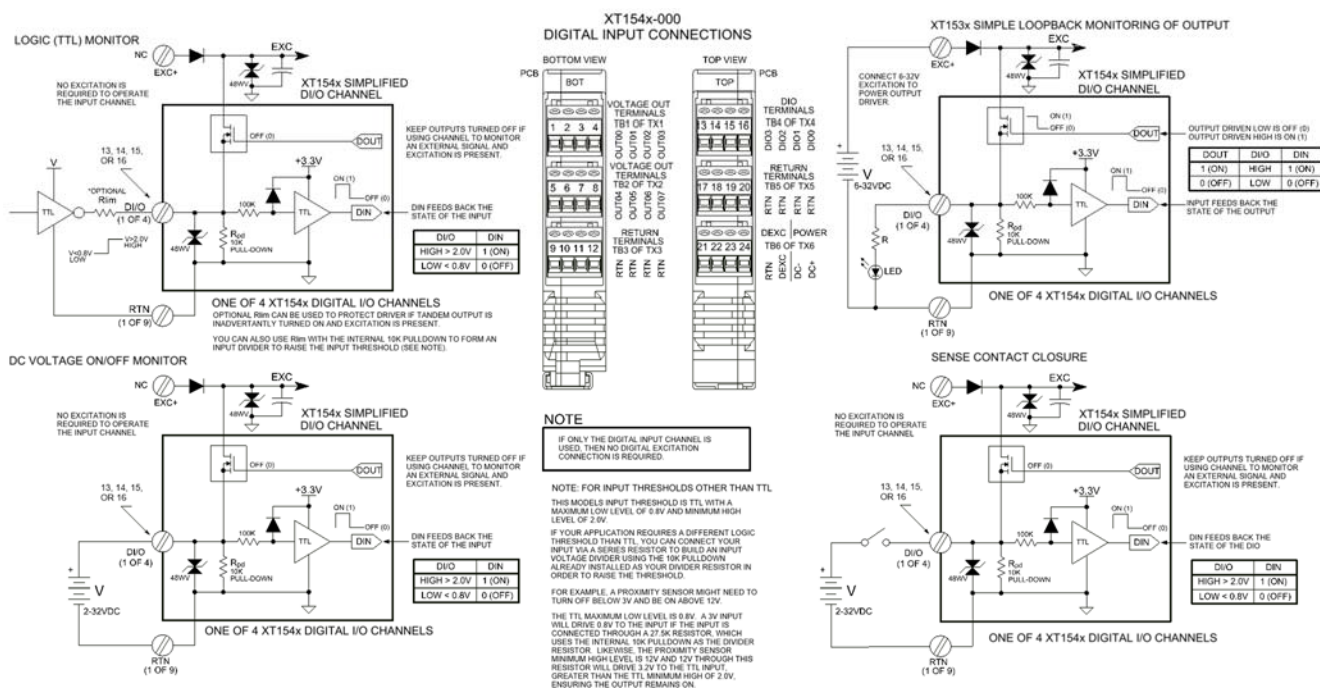 XT154x-000
DIGITAL INPUT CONNECTIONS
LOGIC (TTL) MONITOR
NC
EXC+
EXC
48WV
NO EXCITATION IS
REQUIRED TO OPERATE
THE INPUT CHANNEL
XT154x SIMPLIFIED
DI/O CHANNEL
OFF (0)
DOUT
KEEP OUTPUTS TURNED OFF IF
USING CHANNEL TO MONITOR
AN EXTERNAL SIGNAL AND
EXCITATION IS PRESENT.
13, 14, 15,
OR 16
+3.3V
ON (1)
OFF (0)
V
TTL
*OPTIONAL
Rlim
DI/O
(1 OF 4)
100K
TTL
DIN
DIN FEEDS BACK THE
STATE OF THE INPUT
V>2.0V
HIGH
V<0.8V
LOW
48WV
Rpd
10K
PULL-DOWN
DI/O DIN
HIGH > 2.0V 1 (ON)
LOW < 0.8V 0 (OFF)
RTN
(1 OF 9)
ONE OF 4 XT154x DIGITAL I/O CHANNELS
OPTIONAL Rlim CAN BE USED TO PROTECT DRIVER IF TANDEM OUTPUT IS
INADVERTANTLY TURNED ON AND EXCITATION IS PRESENT.
YOU CAN ALSO USE Rlim WITH THE INTERNAL 10K PULLDOWN TO FORM AN
INPUT DIVIDER TO RAISE THE INPUT THRESHOLD (SEE NOTE).
BOTTOM VIEW
PCB
BOT
VOLTAGE OUT
TERMINALS
TB1 OF TX1
1 2 3 4
OUT00
OUT01
OUT02
OUT03
VOLTAGE OUT
TERMINALS
TB2 OF TX2
5 6 7 8
OUT04
OUT05
OUT06
OUT07
RETURN
TERMINALS
TB3 OF TX3
9 10 11 12
RTN
RTN
RTN
RTN
TOP VIEW
PCB
TOP
DIO
TERMINALS
TB4 OF TX4
13 14 15 16
DIO3
DIO2
DIO1
DIO0
RETURN
TERMINALS
TB5 OF TX5
17 18 19 20
RTN
RTN
RTN
RTN
DEXC POWER
TB6 OF TX6
21 22 23 24
RTN
DEXC
DC-
DC+
XT153x SIMPLE LOOPBACK MONITORING OF OUTPUT
EXC+
EXC
48WV
CONNECT 6-32V
EXCITATION TO
POWER OUTPUT
DRIVER.
XT154x SIMPLIFIED
DI/O CHANNEL
ON (1)
OFF (0)
DOUT
OUTPUT DRIVEN LOW IS OFF (0)
OUTPUT DRIVEN HIGH IS ON (1)
13, 14, 15,
OR 16
+3.3V
DOUT DI/O DIN
1 (ON) HIGH 1 (ON)
0 (OFF) LOW 0 (OFF)
V
6-32VDC
DI/O
(1 OF 4)
100K
TTL
DIN
INPUT FEEDS BACK THE
STATE OF THE OUTPUT
R
LED
48WV
Rpd
10K
PULL-DOWN
RTN
(1 OF 9)
ONE OF 4 XT154x DIGITAL I/O CHANNELS
DC VOLTAGE ON/OFF MONITOR
NC
EXC+
EXC
48WV
NO EXCITATION IS
REQUIRED TO OPERATE
THE INPUT CHANNEL
XT154x SIMPLIFIED
DI/O CHANNEL
OFF (0)
DOUT
KEEP OUTPUTS TURNED OFF IF
USING CHANNEL TO MONITOR
AN EXTERNAL SIGNAL AND
EXCITATION IS PRESENT.
13, 14, 15,
OR 16
+3.3V
ON (1)
OFF (0)
DI/O
(1 OF 4)
100K
TTL
DIN
DIN FEEDS BACK THE
STATE OF THE INPUT
V
2-32VDC
48WV
Rpd
10K
PULL-DOWN
DI/O DIN
HIGH > 2.0V 1 (ON)
LOW < 0.8V 0 (OFF)
RTN
(1 OF 9)
ONE OF 4 XT154x DIGITAL I/O CHANNELS
NOTE
IF ONLY THE DIGITAL INPUT CHANNEL IS
USED, THEN NO DIGITAL EXCITATION
CONNECTION IS REQUIRED.
NOTE: FOR INPUT THRESHOLDS OTHER THAN TTL
THIS MODELS INPUT THRESHOLD IS TTL WITH A
MAXIMUM LOW LEVEL OF 0.8V AND MINIMUM HIGH
LEVEL OF 2.0V.
IF YOUR APPLICATION REQUIRES A DIFFERENT LOGIC
THRESHOLD THAN TTL, YOU CAN CONNECT YOUR
INPUT VIA A SERIES RESISTOR TO BUILD AN INPUT
VOLTAGE DIVIDER USING THE 10K PULLDOWN
ALREADY INSTALLED AS YOUR DIVIDER RESISTOR IN
ORDER TO RAISE THE THRESHOLD.
FOR EXAMPLE, A PROXIMITY SENSOR MIGHT NEED TO
TURN OFF BELOW 3V AND BE ON ABOVE 12V.
THE TTL MAXIMUM LOW LEVEL IS 0.8V. A 3V INPUT
WILL DRIVE 0.8V TO THE INPUT IF THE INPUT IS
CONNECTED THROUGH A 27.5K RESISTOR, WHICH
USES THE INTERNAL 10K PULLDOWN AS THE DIVIDER
RESISTOR. LIKEWISE, THE PROXIMITY SENSOR
MINIMUM HIGH LEVEL IS 12V AND 12V THROUGH THIS
RESISTOR WILL DRIVE 3.2V TO THE TTL INPUT,
GREATER THAN THE TTL MINIMUM HIGH OF 2.0V,
ENSURING THE OUTPUT REMAINS ON.
SENSE CONTACT CLOSURE
NC
EXC+
EXC
48WV
NO EXCITATION IS
REQUIRED TO OPERATE
THE INPUT CHANNEL
XT154x SIMPLIFIED
DI/O CHANNEL
OFF (0)
DOUT
KEEP OUTPUTS TURNED OFF IF
USING CHANNEL TO MONITOR
AN EXTERNAL SIGNAL AND
EXCITATION IS PRESENT.
13, 14, 15,
OR 16
+3.3V
ON (1)
OFF (0)
DI/O
(1 OF 4)
100K
TTL
DIN
DIN FEEDS BACK THE
STATE OF THE DIO
V
2-32VDC
48WV
Rpd
10K
PULL-DOWN
DI/O DIN
HIGH > 2.0V 1 (ON)
LOW < 0.8V 0 (OFF)
RTN
(1 OF 9)
ONE OF 4 XT154x DIGITAL I/O CHANNELS